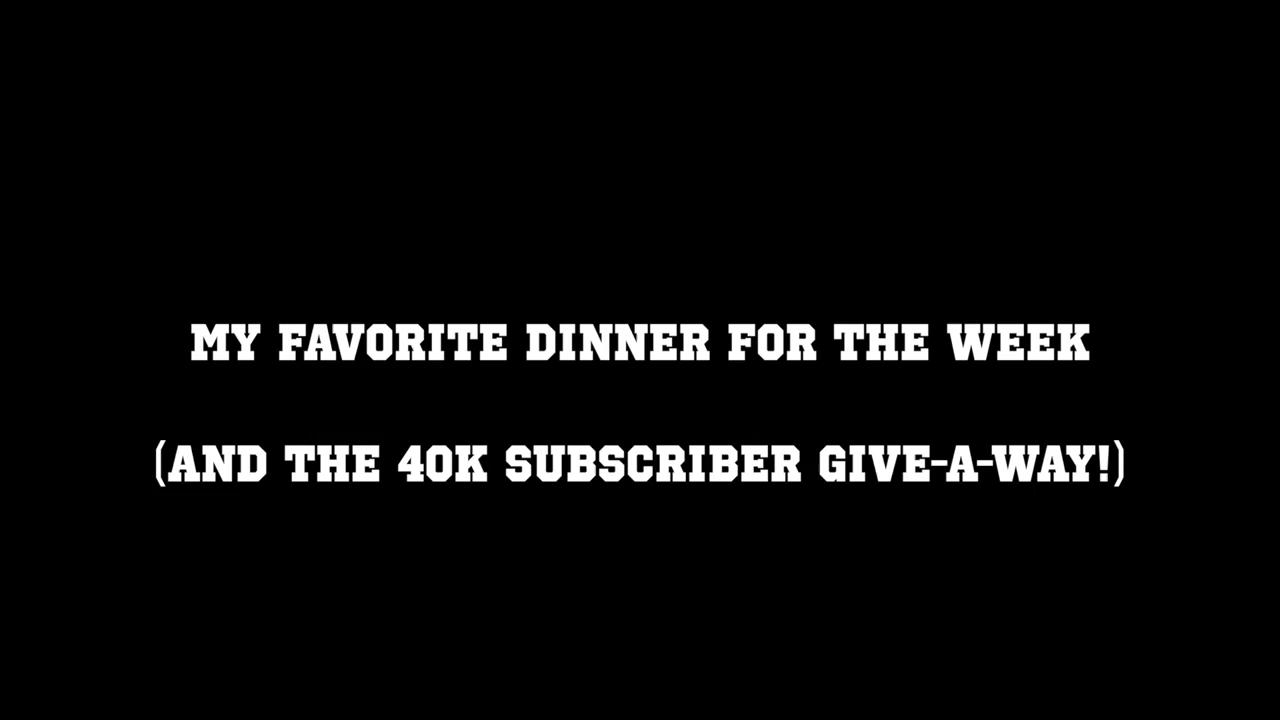 MY FAVORITE DINNER FOR THE WEEK
(AND THE 40K SUBSCRIBER GIVE-A-WAY!)